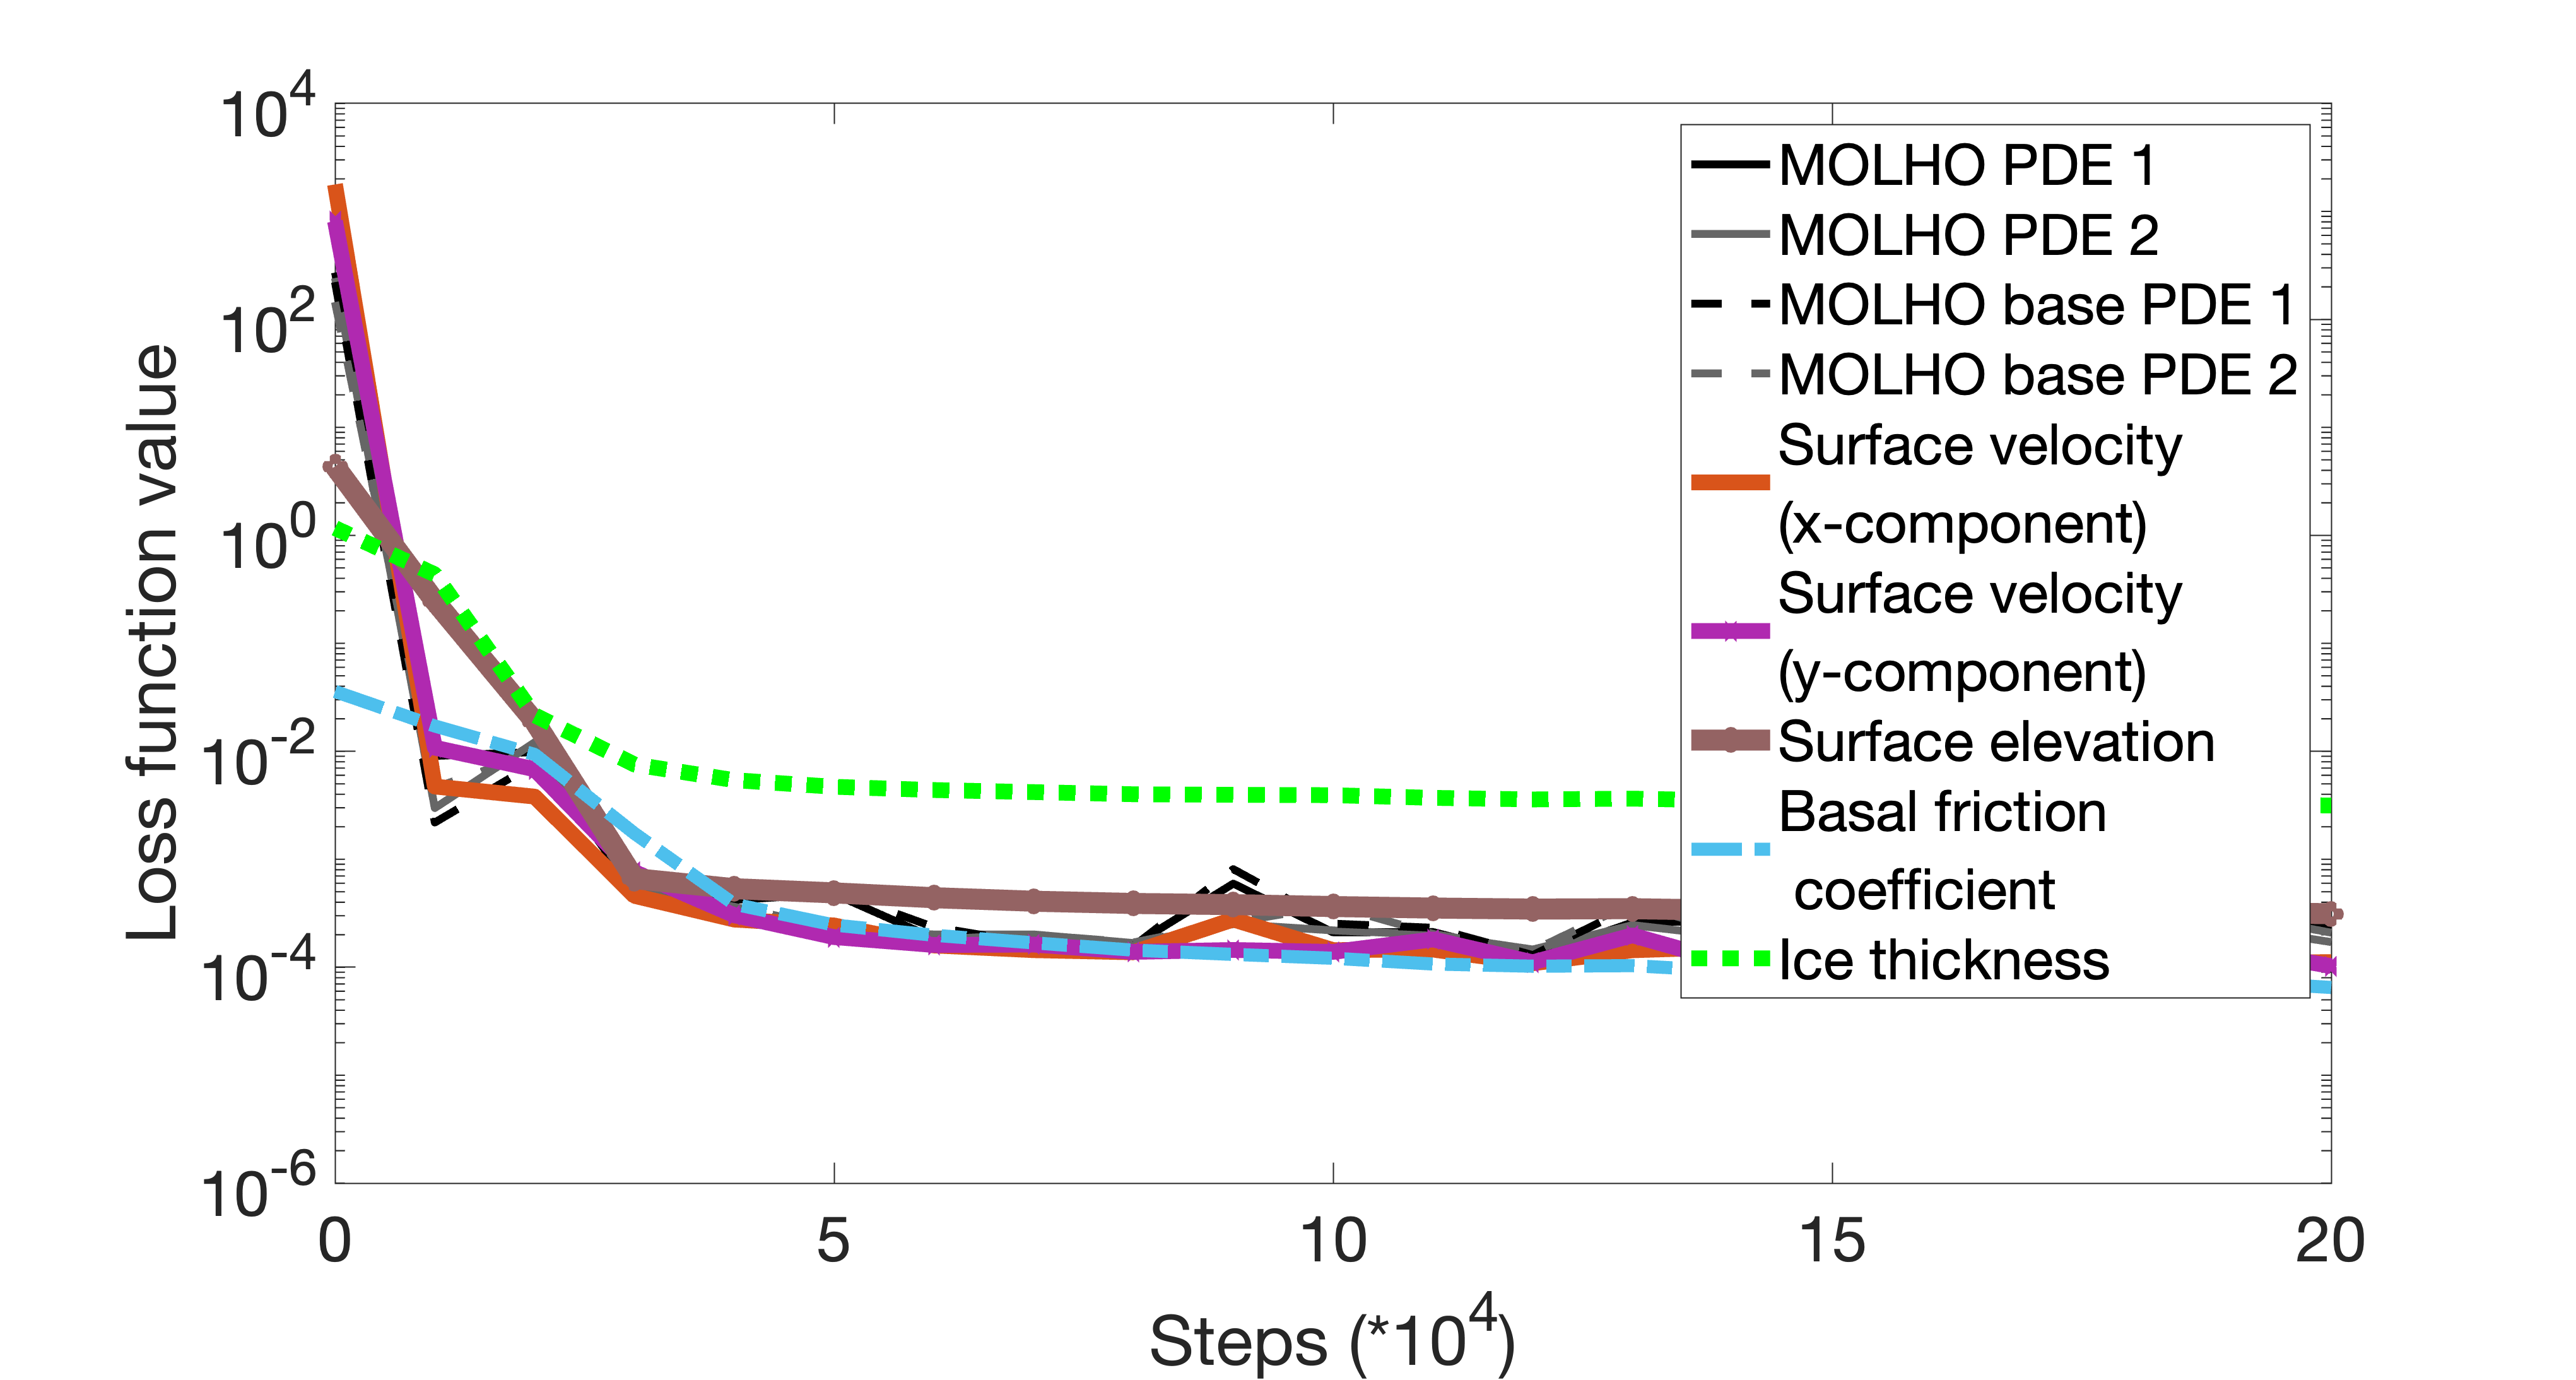 10^4
10^2
10^0
10^-2
10^-4
10^-6
Loss function value
0 5 10 15 20
Steps (*10^4)
MOLHO PDE 1
MOLHO PDE 2
MOLHO base PDE 1
MOLHO base PDE 2
Surface velocity
(x-component)
Surface velocity
(y-component)
Surface elevation
Basal friction
coefficient
Ice thickness